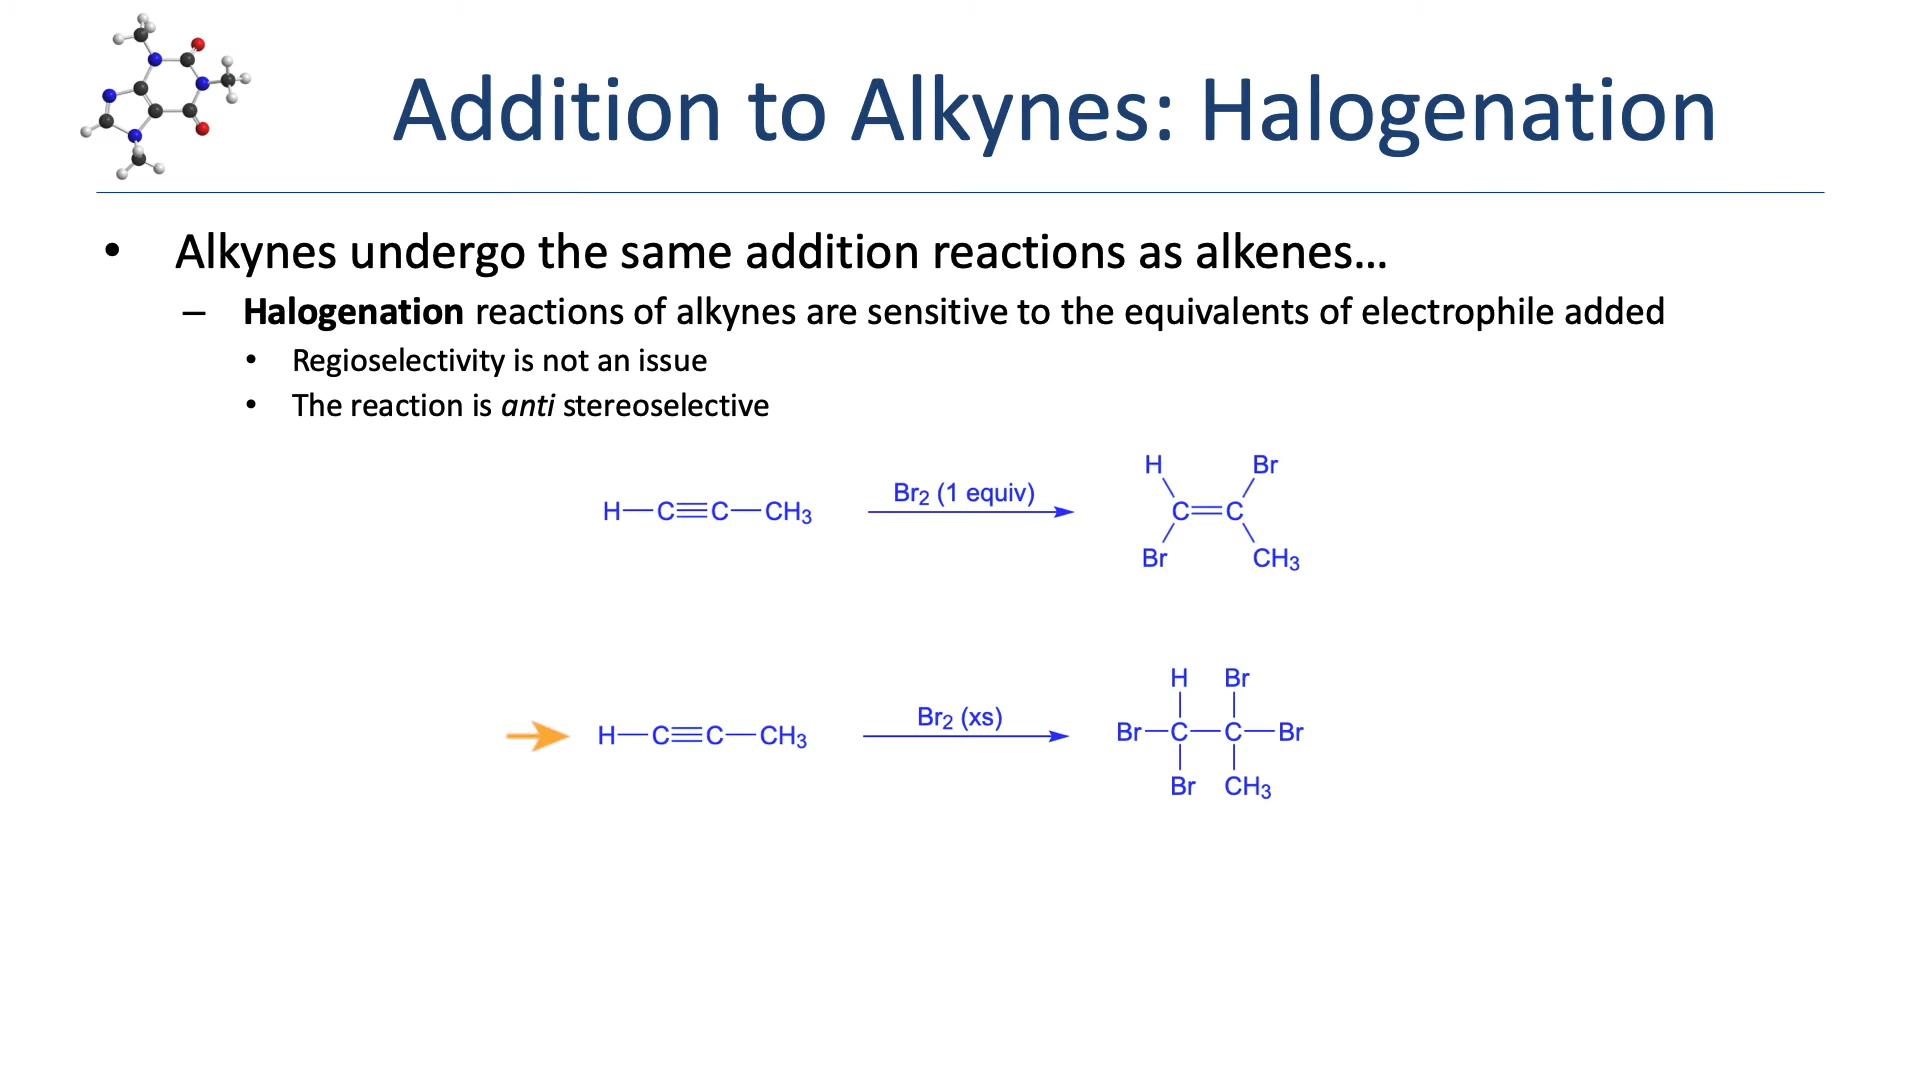 Addition to Alkynes: Halogenation
• Alkynes undergo the same addition reactions as alkenes...
– Halogenation reactions of alkynes are sensitive to the equivalents of electrophile added
• Regioselectivity is not an issue
• The reaction is anti stereoselective
H Br
Br₂ (1 equiv)
H—C≡C—CH₃ C=C
Br CH₃
H Br
Br₂ (xs)
H—C≡C—CH₃ Br—C—C—Br
Br CH₃